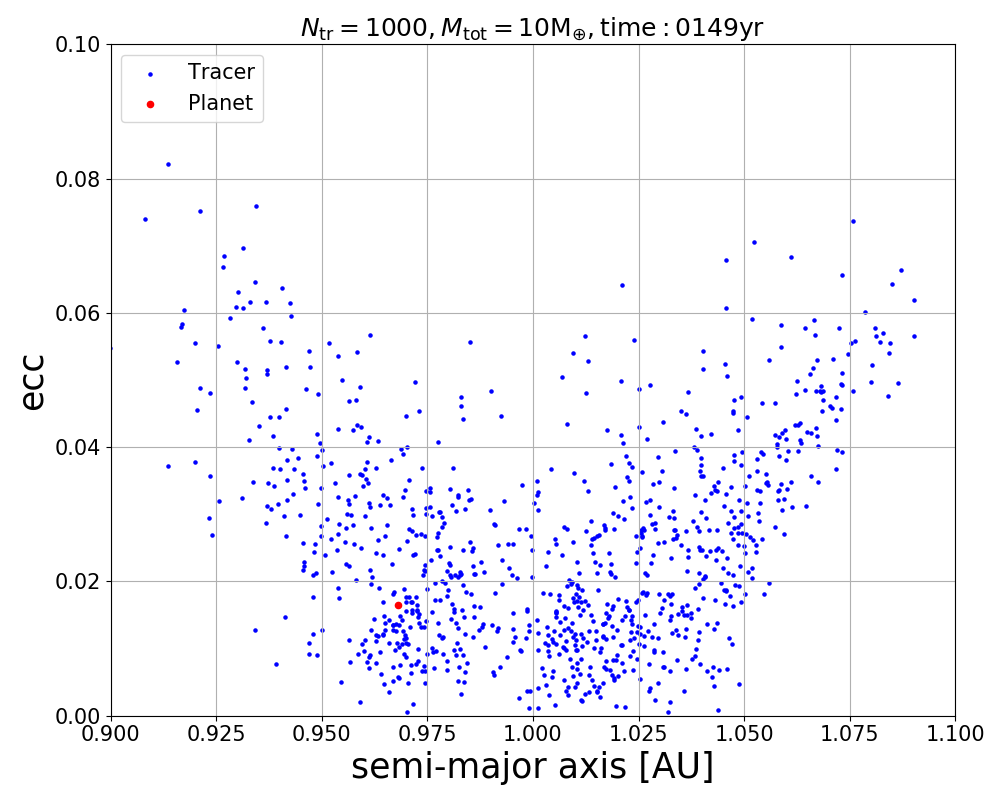 N_tr = 1000, M_tot = 10M_⊕, time : 0149yr
Tracer
Planet
ecc
0.10
0.08
0.06
0.04
0.02
0.00
0.900 0.925 0.950 0.975 1.000 1.025 1.050 1.075 1.100
semi-major axis [AU]